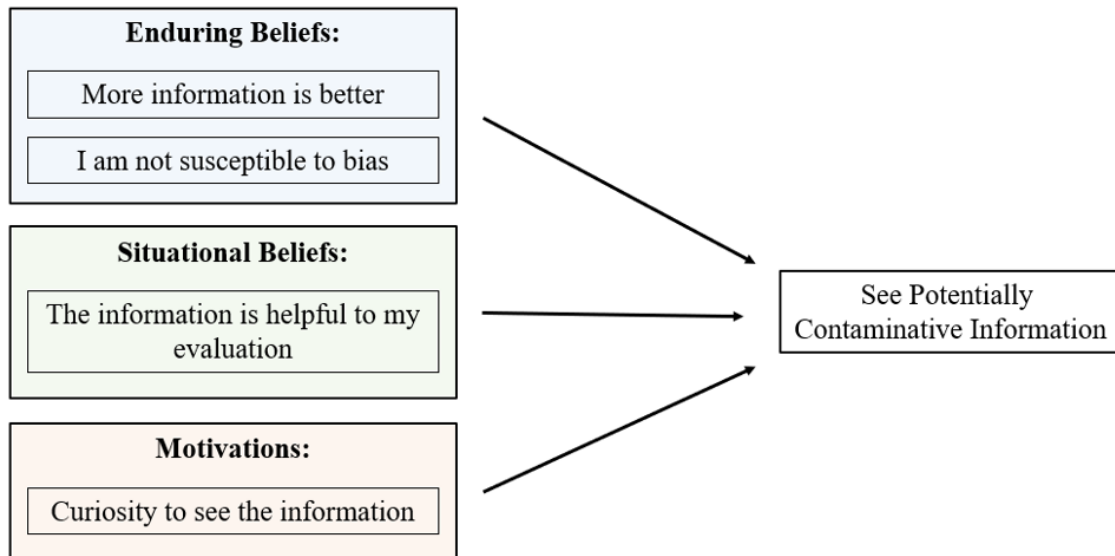 Enduring Beliefs:
More information is better
I am not susceptible to bias
Situational Beliefs:
The information is helpful to my
evaluation
Motivations:
Curiosity to see the information
See Potentially
Contaminative Information